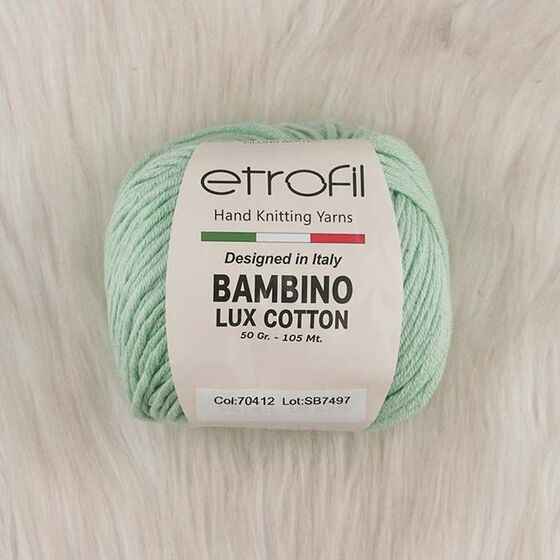 etrofil
Hand Knitting Yarns
Designed in Italy
BAMBINO
LUX COTTON
50 Gr. - 105 Mt.
Col:70412 Lot:SB7497